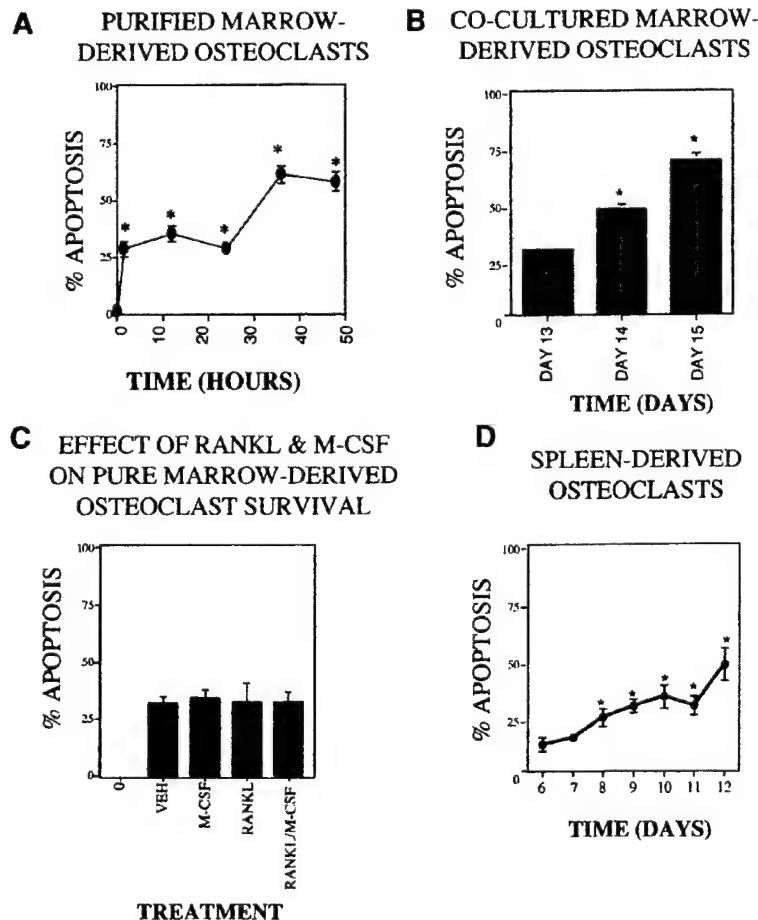 A
PURIFIED MARROW-
DERIVED OSTEOCLASTS
% APOPTOSIS
100
75
50
25
0
0
10
20
30
40
50
TIME (HOURS)
B
CO-CULTURED MARROW-
DERIVED OSTEOCLASTS
% APOPTOSIS
100
75
50
25
0
DAY 13
DAY 14
DAY 15
TIME (DAYS)
C
EFFECT OF RANKL & M-CSF
ON PURE MARROW-DERIVED
OSTEOCLAST SURVIVAL
% APOPTOSIS
100
75
50
25
0
0
VEH
M-CSF
RANKL
RANKL/M-CSF
TREATMENT
D
SPLEEN-DERIVED
OSTEOCLASTS
% APOPTOSIS
100
75
50
25
0
6
7
8
9
10
11
12
TIME (DAYS)